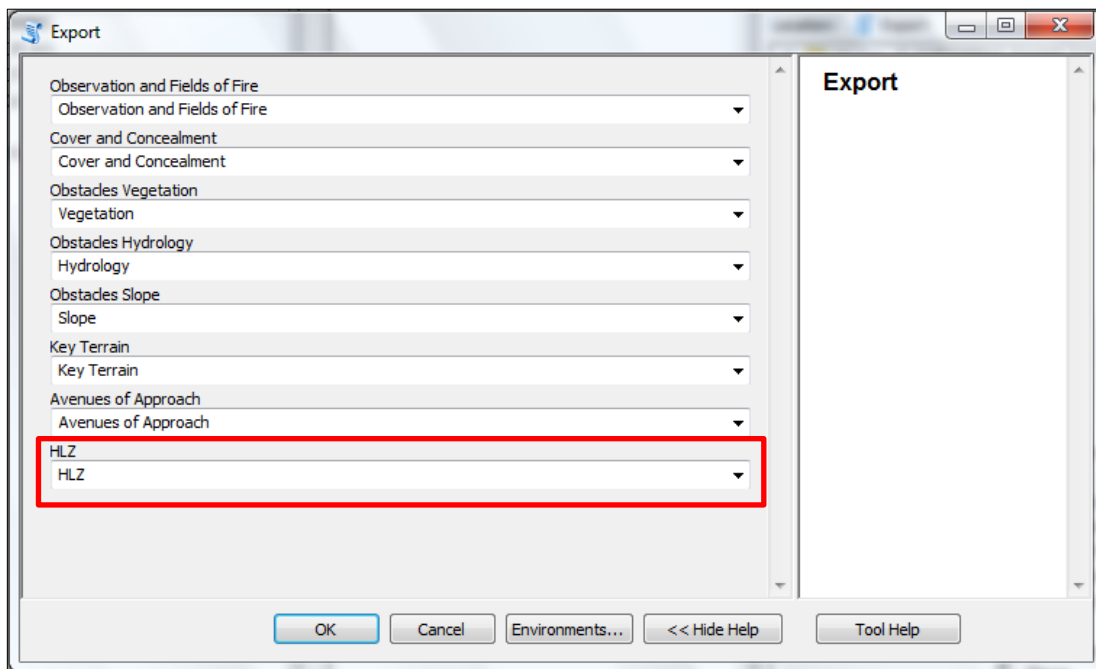 Export
Observation and Fields of Fire
Observation and Fields of Fire
Cover and Concealment
Cover and Concealment
Obstacles Vegetation
Vegetation
Obstacles Hydrology
Hydrology
Obstacles Slope
Slope
Key Terrain
Key Terrain
Avenues of Approach
Avenues of Approach
HLZ
HLZ
Export
OK
Cancel
Environments...
<< Hide Help
Tool Help